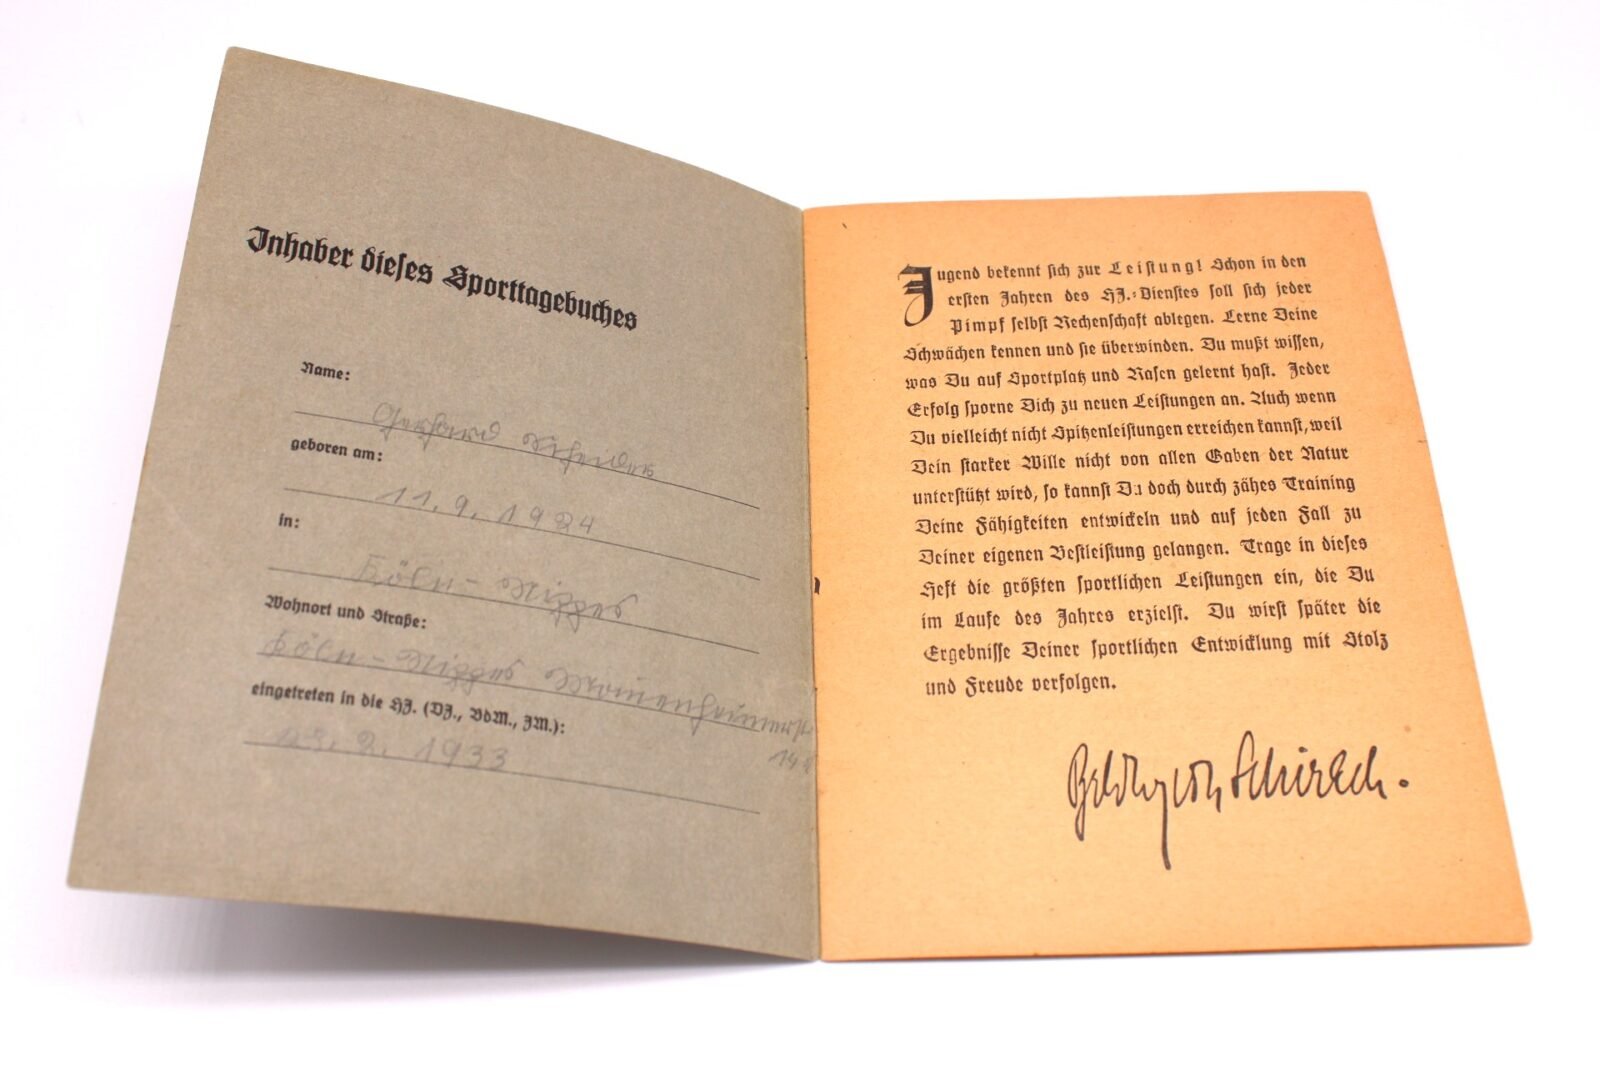 Inhaber dieses Sporttagebuches
Name:
Gerhard
geboren am:
11. 9. 1924
in:
Köln - Nippes
Wohnort und Straße:
Köln - Nippes
eingetreten in die HJ. (DJ., BdM., JM.):
2. 1933
Jugend bekennt sich zur Leistung! Schon in den
ersten Jahren des HJ.-Dienstes soll sich jeder
Pimpf selbst Rechenschaft ablegen. Lerne Deine
Schwächen kennen und sie überwinden. Du mußt wissen,
was Du auf Sportplatz und Rasen gelernt hast. Jeder
Erfolg sporne Dich zu neuen Leistungen an. Auch wenn
Du vielleicht nicht Spitzenleistungen erreichen kannst, weil
Dein starker Wille nicht von allen Gaben der Natur
unterstützt wird, so kannst Du doch durch zähes Training
Deine Fähigkeiten entwickeln und auf jeden Fall zu
Deiner eigenen Bestleistung gelangen. Trage in dieses
Heft die größten sportlichen Leistungen ein, die Du
im Laufe des Jahres erzielst. Du wirst später die
Ergebnisse Deiner sportlichen Entwicklung mit Stolz
und Freude verfolgen.
Baldur von Schirach.